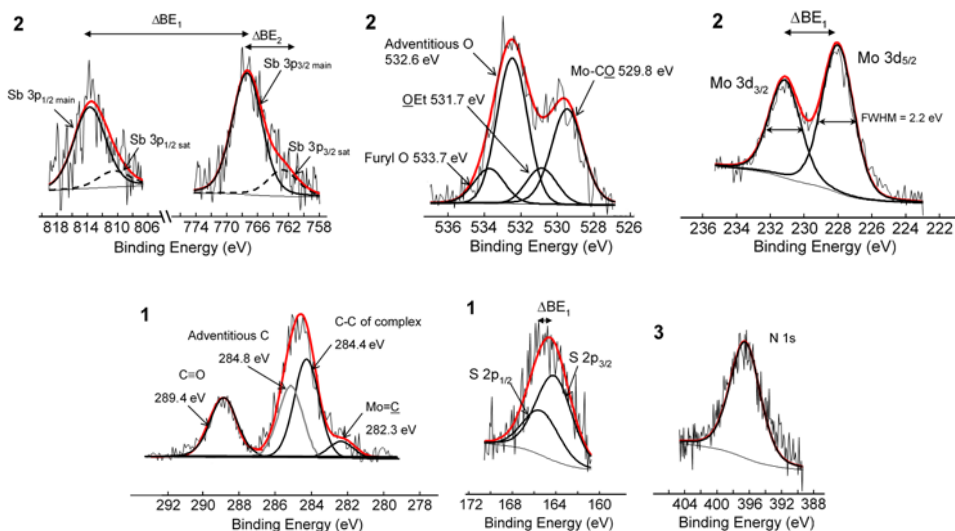 2
ΔBE1
ΔBE2
Sb 3p3/2 main
Sb 3p1/2 main
Sb 3p1/2 sat
Sb 3p3/2 sat
818 814 810 806 774 770 766 762 758
Binding Energy (eV)
2
Adventitious O
532.6 eV
Mo-CO 529.8 eV
OEt 531.7 eV
Furyl O 533.7 eV
536 534 532 530 528 526
Binding Energy (eV)
2
ΔBE1
Mo 3d5/2
Mo 3d3/2
FWHM = 2.2 eV
236 234 232 230 228 226 224 222
Binding Energy (eV)
1
C-C of complex
284.4 eV
Adventitious C
284.8 eV
C≡O
289.4 eV
Mo=C
282.3 eV
292 290 288 286 284 282 280 278
Binding Energy (eV)
1
ΔBE1
S 2p3/2
S 2p1/2
170 168 166 164 162 160
Binding Energy (eV)
3
N 1s
404 400 396 392 388
Binding Energy (eV)